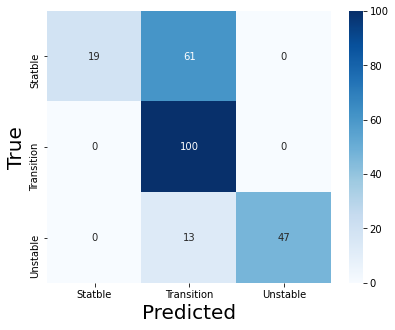 19 61 0
0 100 0
0 13 47
Statble
Transition
Unstable
True
Statble Transition Unstable
Predicted
100
80
60
40
20
0